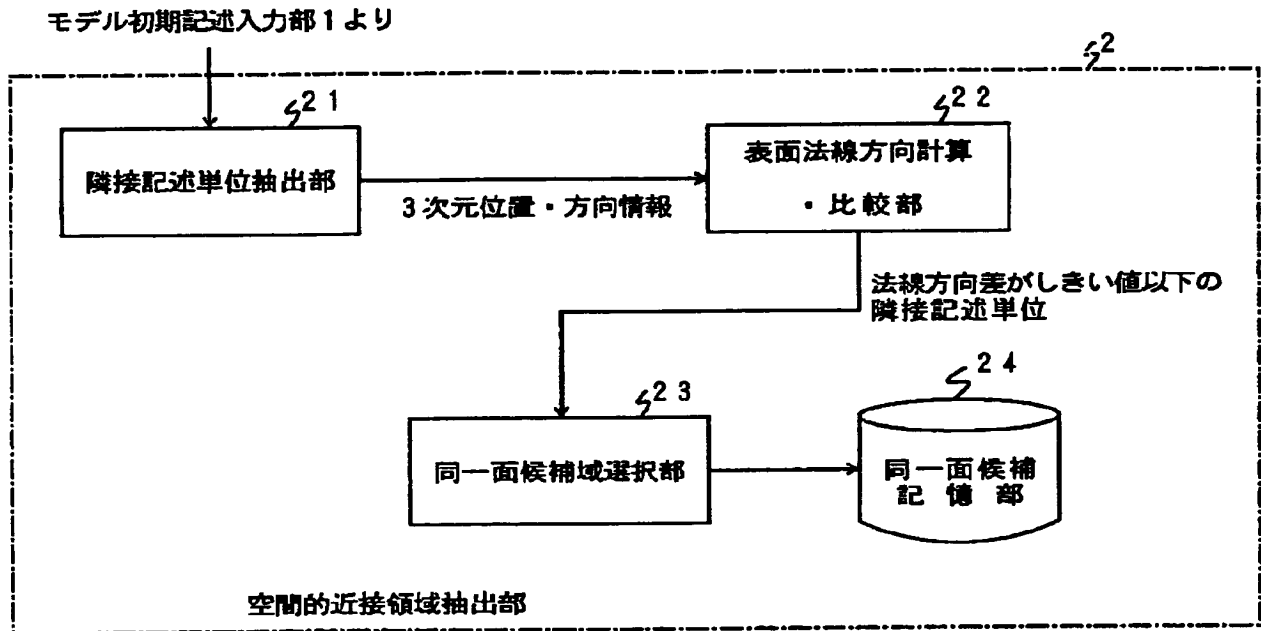 モデル初期記述入力部1より
2
21
隣接記述単位抽出部
3次元位置・方向情報
22
表面法線方向計算
・比較部
法線方向差がしきい値以下の
隣接記述単位
23
同一面候補域選択部
24
同一面候補
記憶部
空間的近接領域抽出部